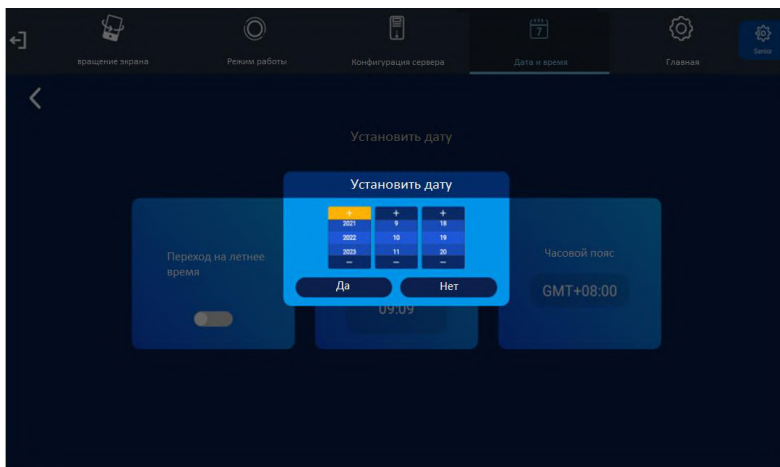 7
Senior
вращение экрана
Режим работы
Конфигурация сервера
Дата и время
Главная
Установить дату
Установить дату
+ + +
2021 9 18
2022 10 19
2023 11 20
− − −
Да Нет
Переход на летнее
время
09:09
Часовой пояс
GMT+08:00